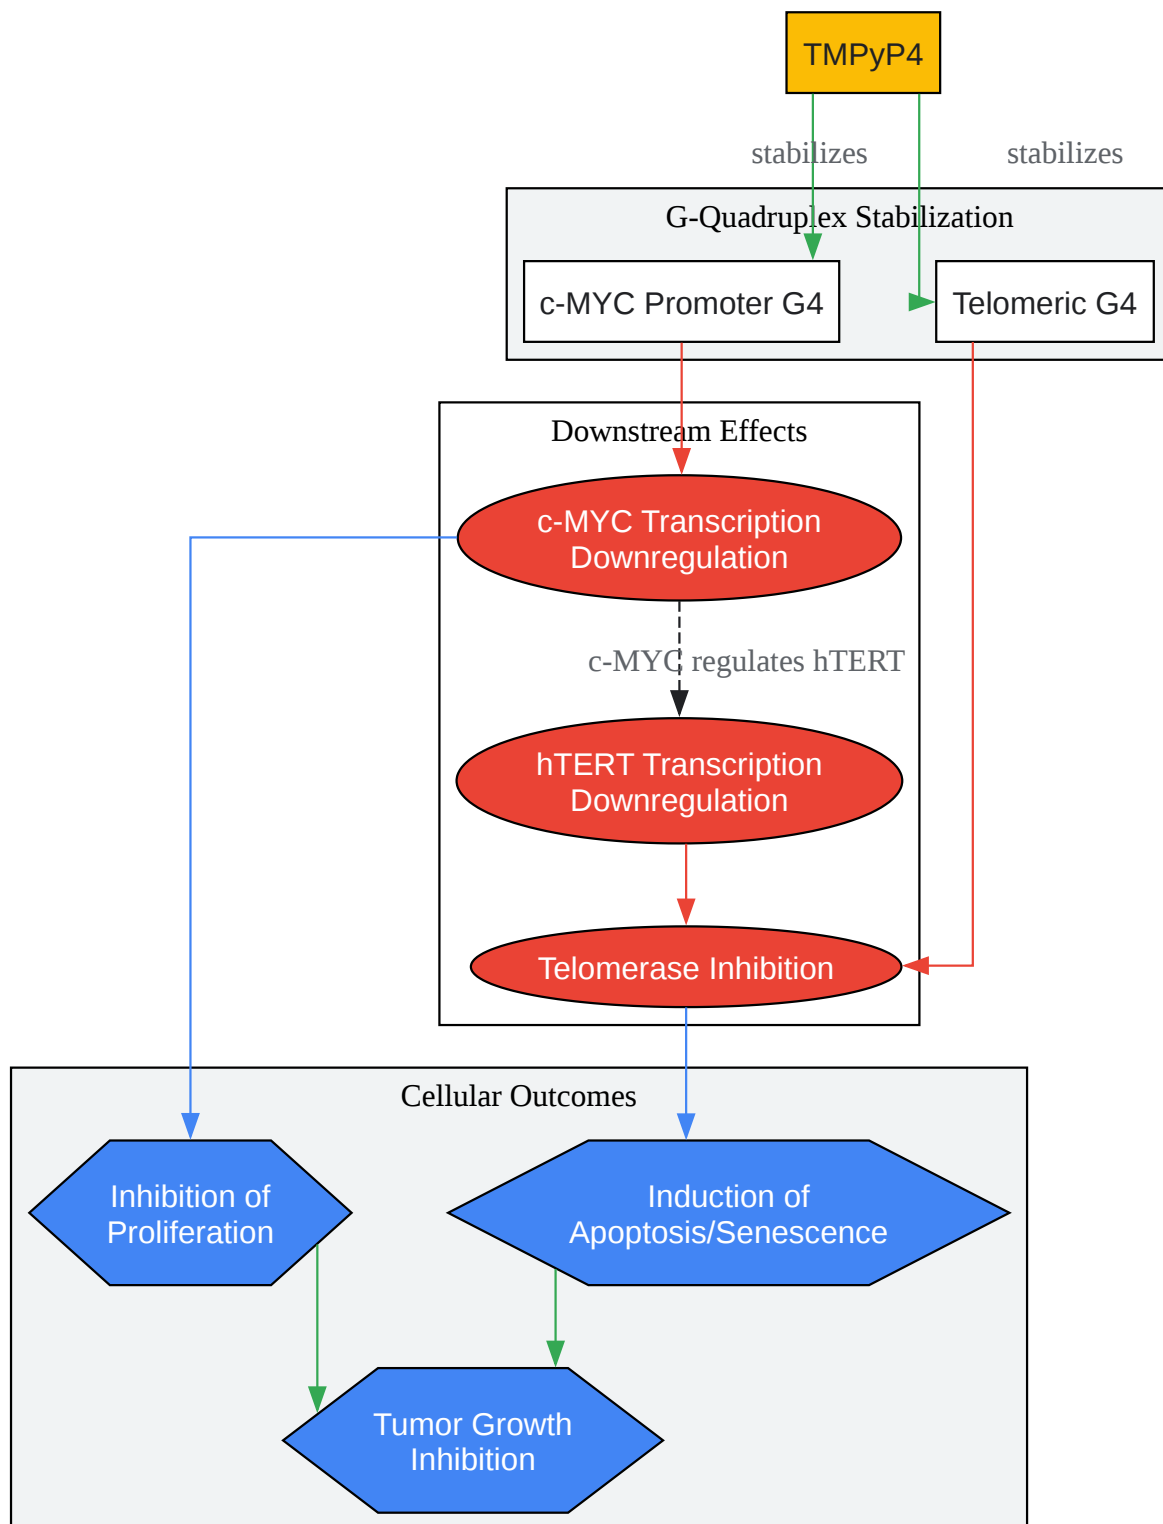 TMPyP4
stabilizes
stabilizes
G-Quadruplex Stabilization
c-MYC Promoter G4
Telomeric G4
Downstream Effects
c-MYC Transcription
Downregulation
c-MYC regulates hTERT
hTERT Transcription
Downregulation
Telomerase Inhibition
Cellular Outcomes
Inhibition of
Proliferation
Induction of
Apoptosis/Senescence
Tumor Growth
Inhibition